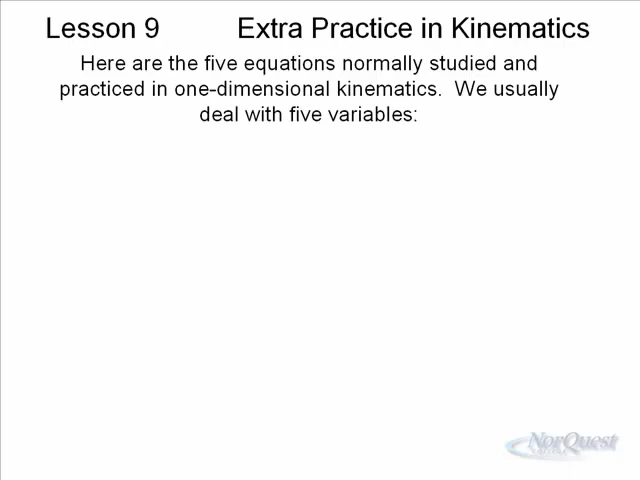 Lesson 9 Extra Practice in Kinematics
Here are the five equations normally studied and
practiced in one-dimensional kinematics. We usually
deal with five variables:
NorQuest